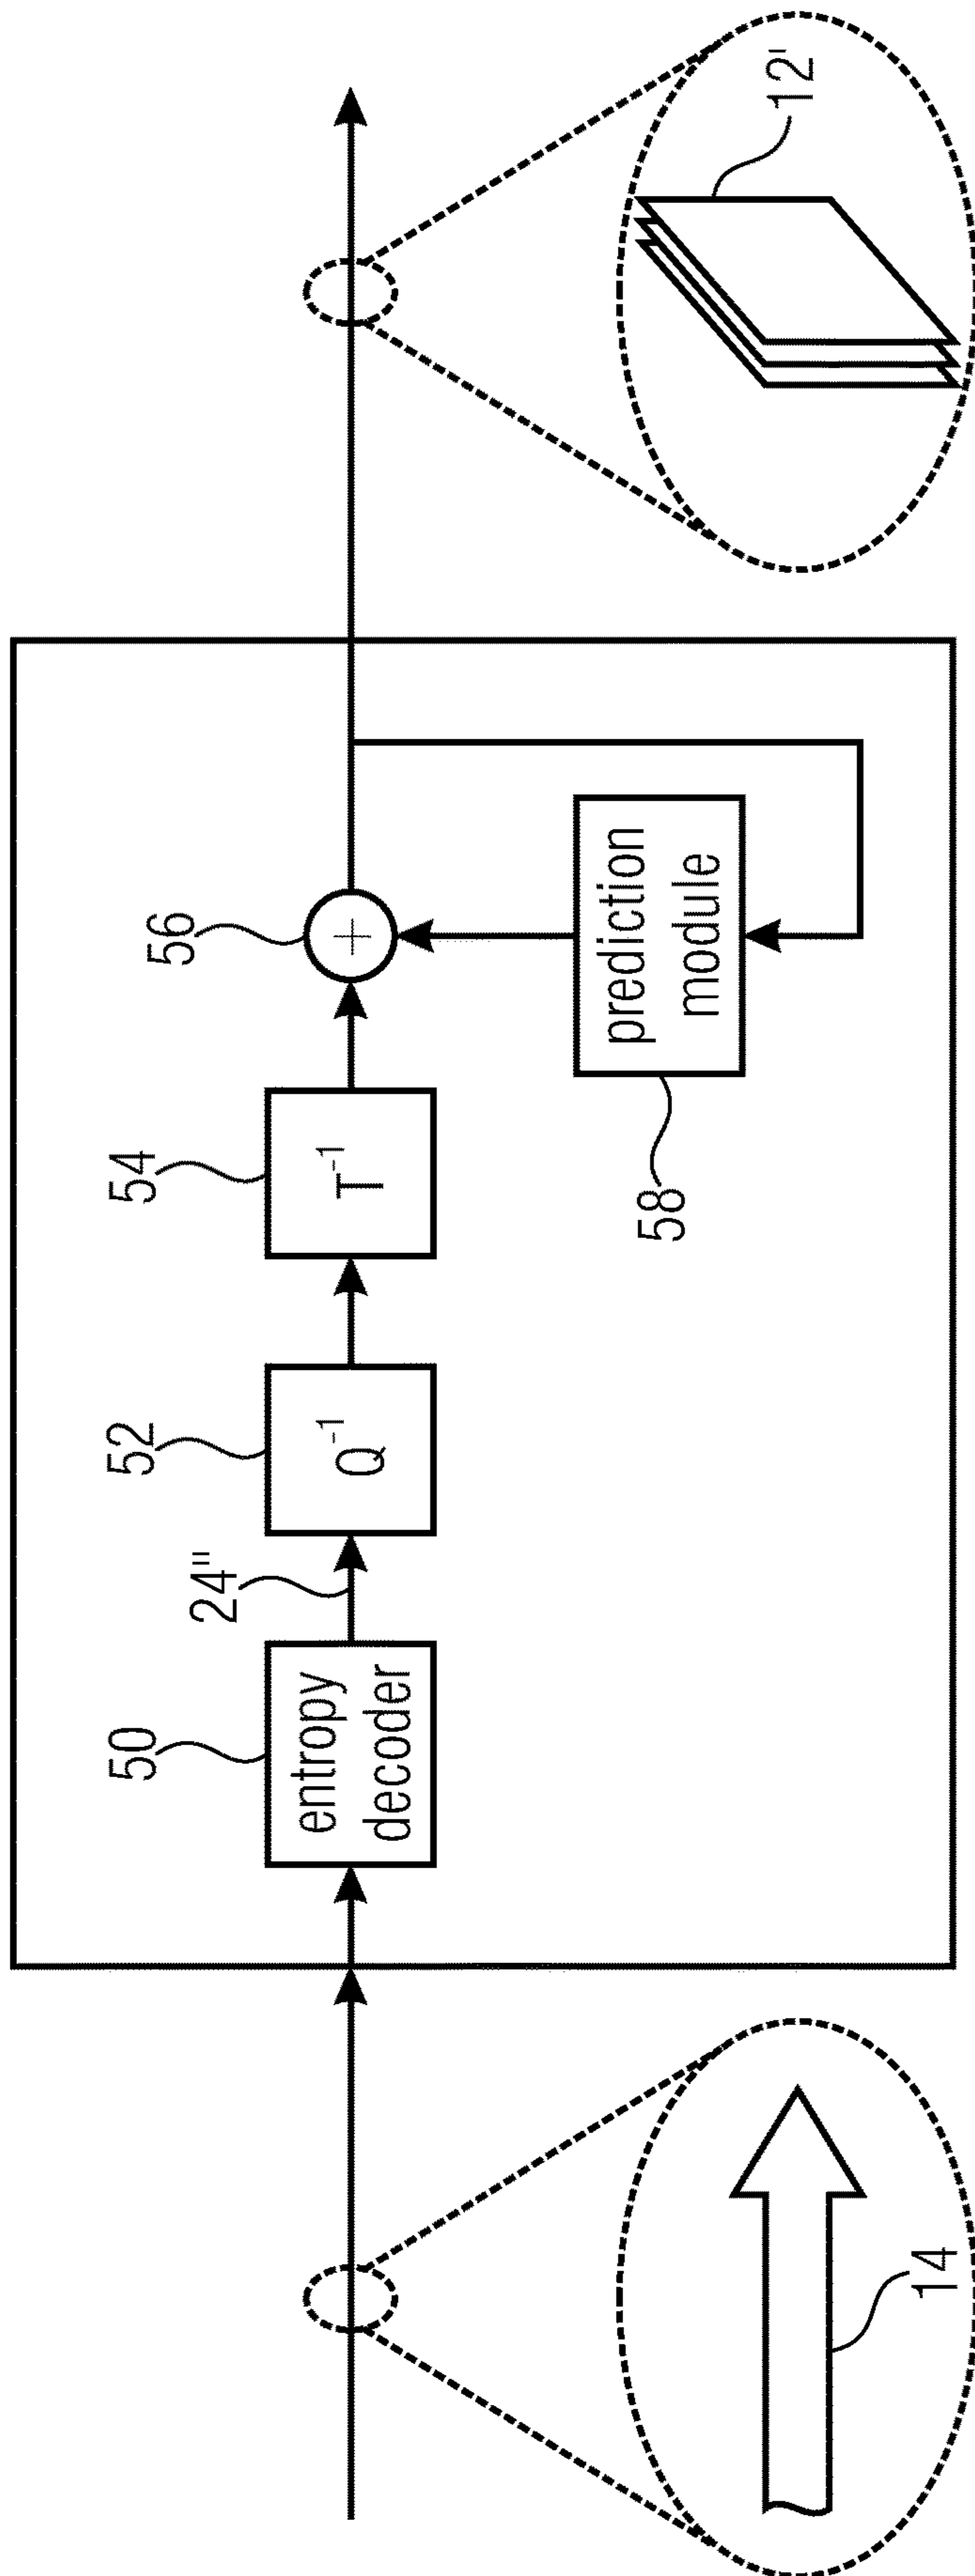 14
50
entropy
decoder
24"
52
Q⁻¹
54
T⁻¹
56
+
58
prediction
module
12'